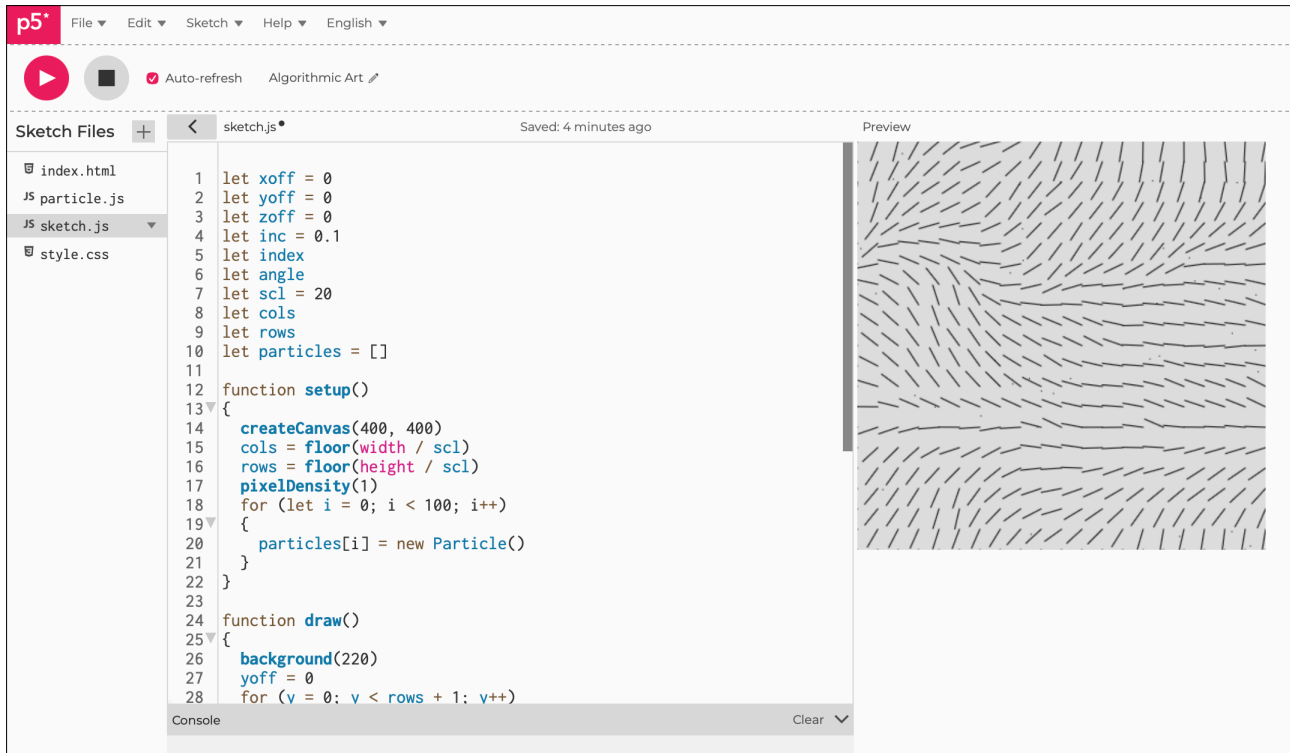 p5* File Edit Sketch Help English
Auto-refresh Algorithmic Art
Sketch Files + sketch.js• Saved: 4 minutes ago Preview
index.html
JS particle.js
JS sketch.js
style.css
1 let xoff = 0
2 let yoff = 0
3 let zoff = 0
4 let inc = 0.1
5 let index
6 let angle
7 let scl = 20
8 let cols
9 let rows
10 let particles = []
11
12 function setup()
13 {
14 createCanvas(400, 400)
15 cols = floor(width / scl)
16 rows = floor(height / scl)
17 pixelDensity(1)
18 for (let i = 0; i < 100; i++)
19 {
20 particles[i] = new Particle()
21 }
22 }
23
24 function draw()
25 {
26 background(220)
27 yoff = 0
28 for (y = 0; y < rows + 1; y++)
Console Clear